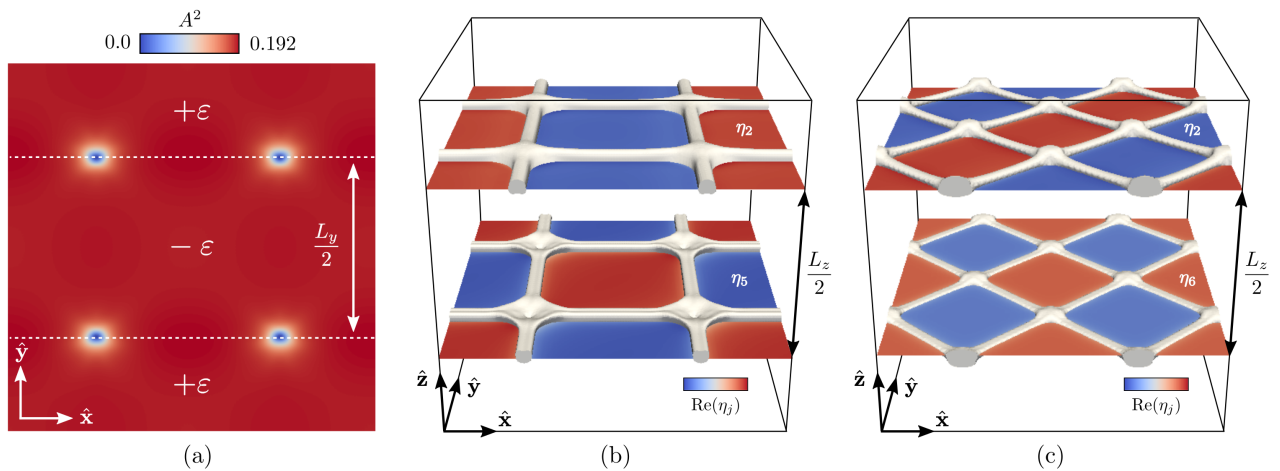 A²
0.0 0.192
+ε
− ε
L_y/2
+ε
ŷ
x̂
(a)
η₂
η₅
L_z/2
ẑ
ŷ
x̂
Re(η_j)
(b)
η₂
η₆
L_z/2
ẑ
ŷ
x̂
Re(η_j)
(c)